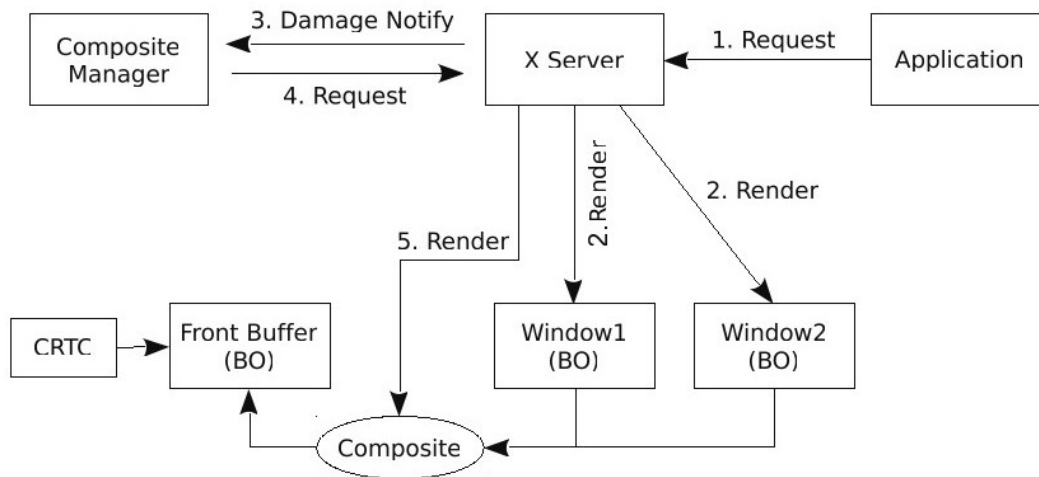 3. Damage Notify
Composite
Manager
4. Request
X Server
1. Request
Application
2.Render
2. Render
5. Render
CRTC
Front Buffer
(BO)
Window1
(BO)
Window2
(BO)
Composite